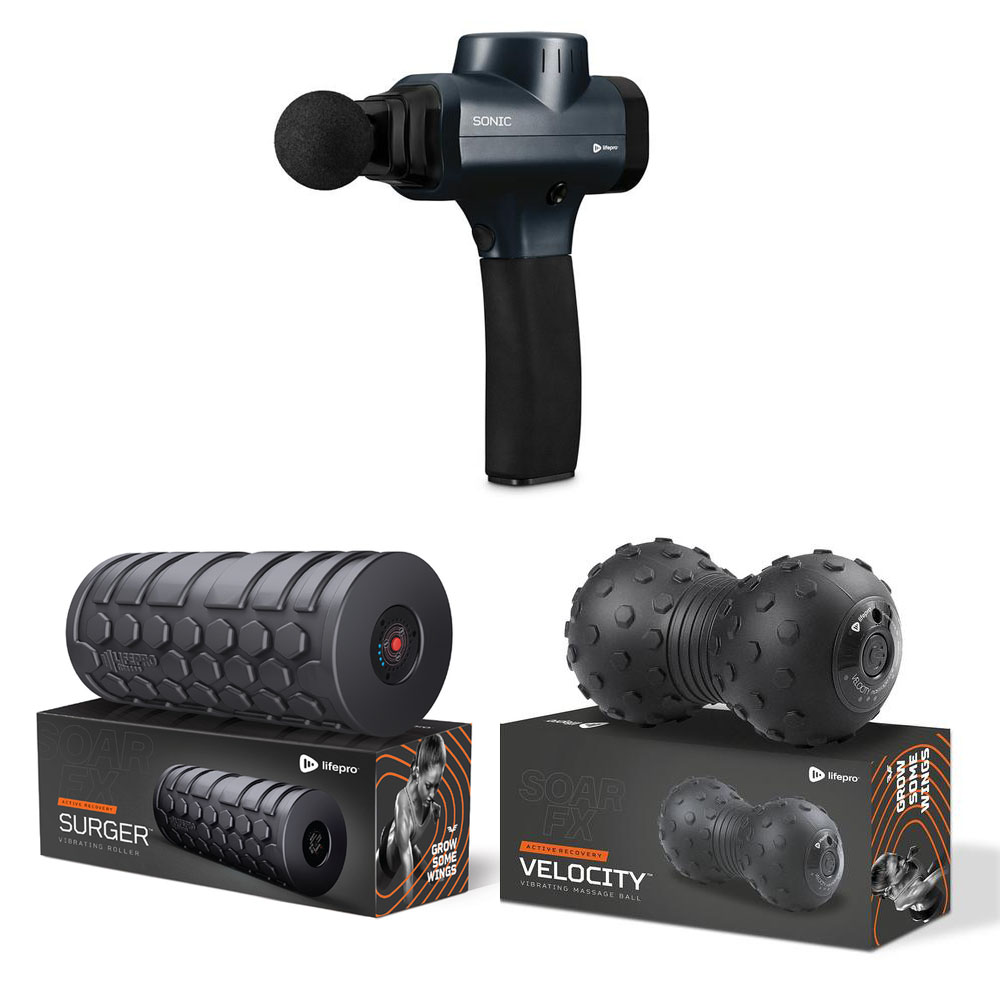 SONIC
lifepro
LIFEPRO
lifepro
SOAR
FX
ACTIVE RECOVERY
SURGER™
VIBRATING ROLLER
GROW
SOME
WINGS
lifepro
VELOCITY
lifepro
lifepro
SOAR
FX
ACTIVE RECOVERY
VELOCITY™
VIBRATING MASSAGE BALL
GROW
SOME
WINGS